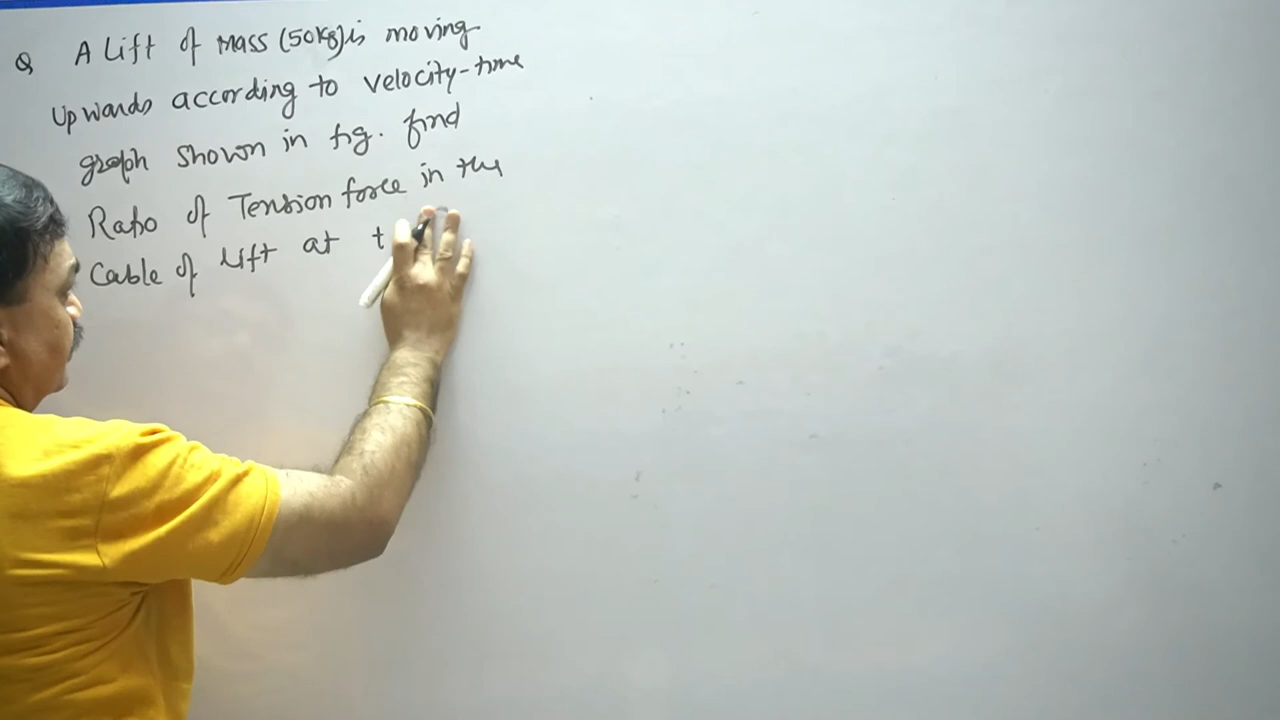 Q A Lift of Mass (50Kg) is moving
Upwards according to velocity-time
graph shown in fig. find
Ratio of Tension force in the
Cable of lift at t